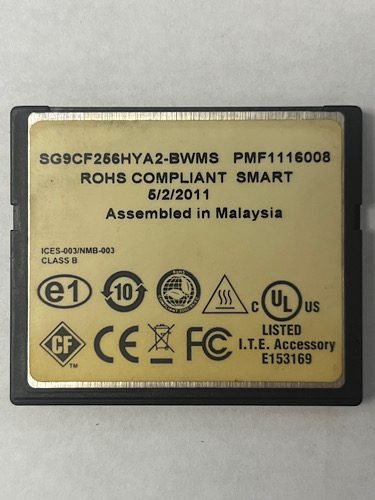 SG9CF256HYA2-BWMS PMF1116008
ROHS COMPLIANT SMART
5/2/2011
Assembled in Malaysia
ICES-003/NMB-003
CLASS B
e1
10
C UL US
LISTED
I.T.E. Accessory
E153169
CF TM
CE
FC